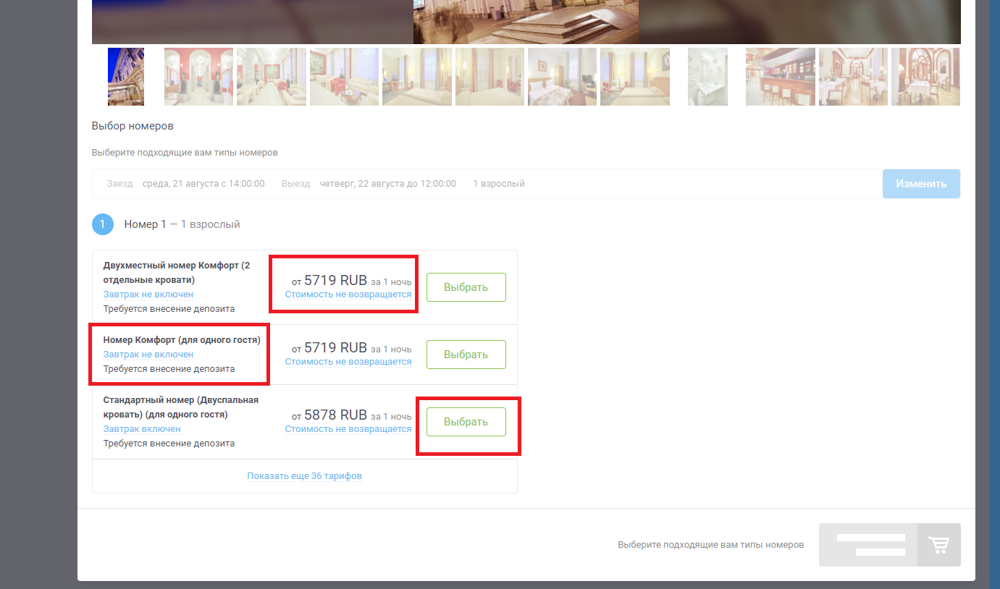 Выбор номеров
Выберите подходящие вам типы номеров
Заезд среда, 21 августа с 14:00:00 Выезд четверг, 22 августа до 12:00:00 1 взрослый Изменить
1 Номер 1 — 1 взрослый
Двухместный номер Комфорт (2
отдельные кровати)
Завтрак не включен
Требуется внесение депозита
от 5719 RUB за 1 ночь
Стоимость не возвращается
Выбрать
Номер Комфорт (для одного гостя)
Завтрак не включен
Требуется внесение депозита
от 5719 RUB за 1 ночь
Стоимость не возвращается
Выбрать
Стандартный номер (Двуспальная
кровать) (для одного гостя)
Завтрак включен
Требуется внесение депозита
от 5878 RUB за 1 ночь
Стоимость не возвращается
Выбрать
Показать еще 36 тарифов
Выберите подходящие вам типы номеров